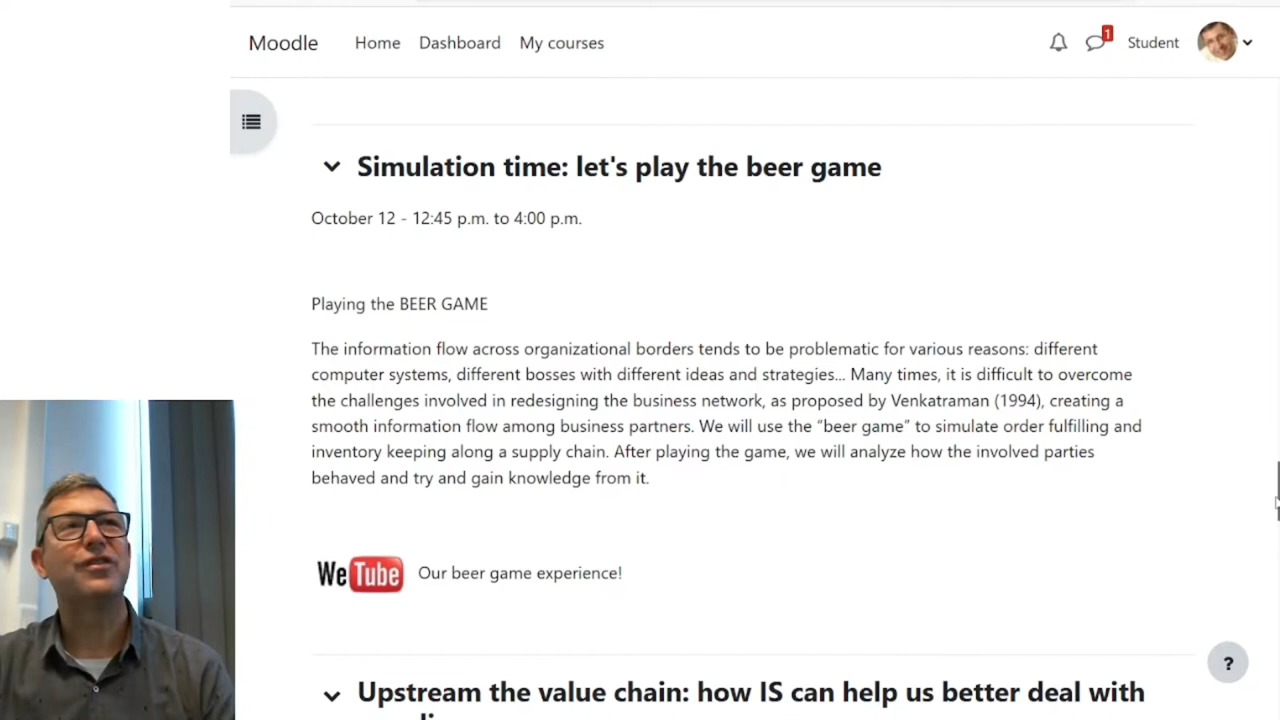 Moodle Home Dashboard My courses 1 Student
Simulation time: let's play the beer game
October 12 - 12:45 p.m. to 4:00 p.m.
Playing the BEER GAME
The information flow across organizational borders tends to be problematic for various reasons: different
computer systems, different bosses with different ideas and strategies... Many times, it is difficult to overcome
the challenges involved in redesigning the business network, as proposed by Venkatraman (1994), creating a
smooth information flow among business partners. We will use the “beer game” to simulate order fulfilling and
inventory keeping along a supply chain. After playing the game, we will analyze how the involved parties
behaved and try and gain knowledge from it.
WeTube Our beer game experience!
?
Upstream the value chain: how IS can help us better deal with